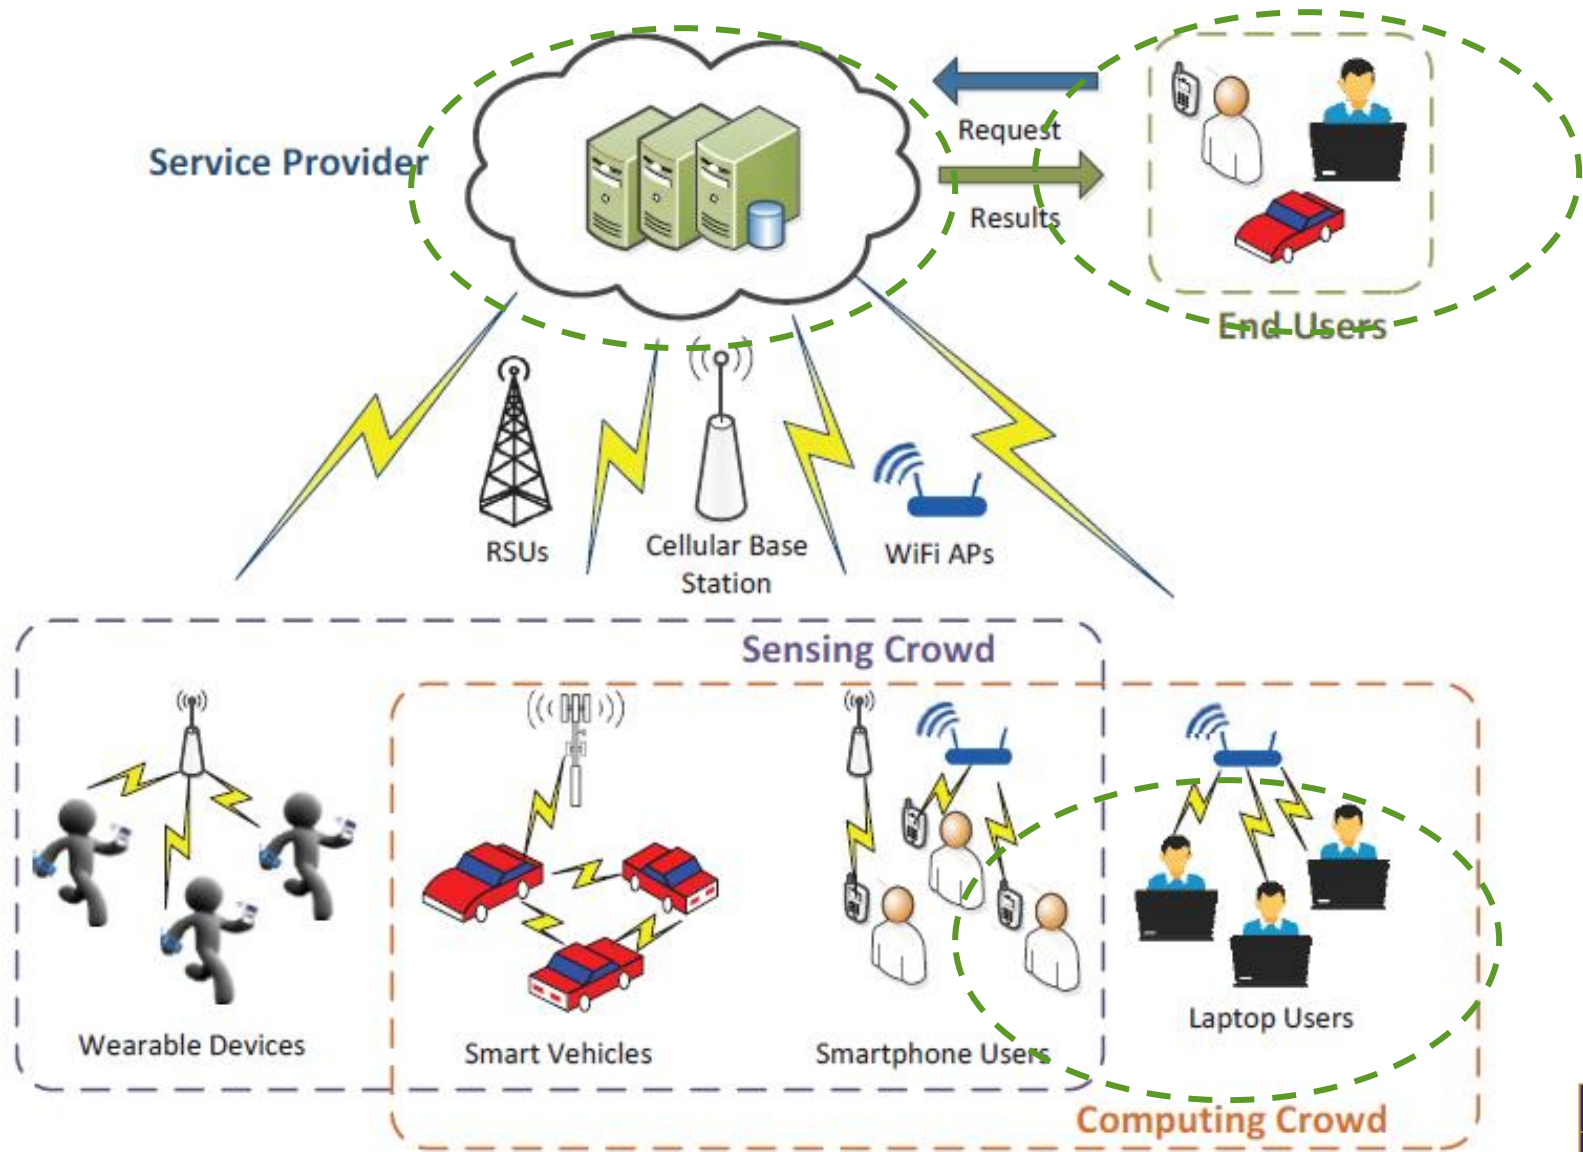 Service Provider
Request
Results
End Users
RSUs
Cellular Base
Station
WiFi APs
Sensing Crowd
Wearable Devices
Smart Vehicles
Smartphone Users
Laptop Users
Computing Crowd